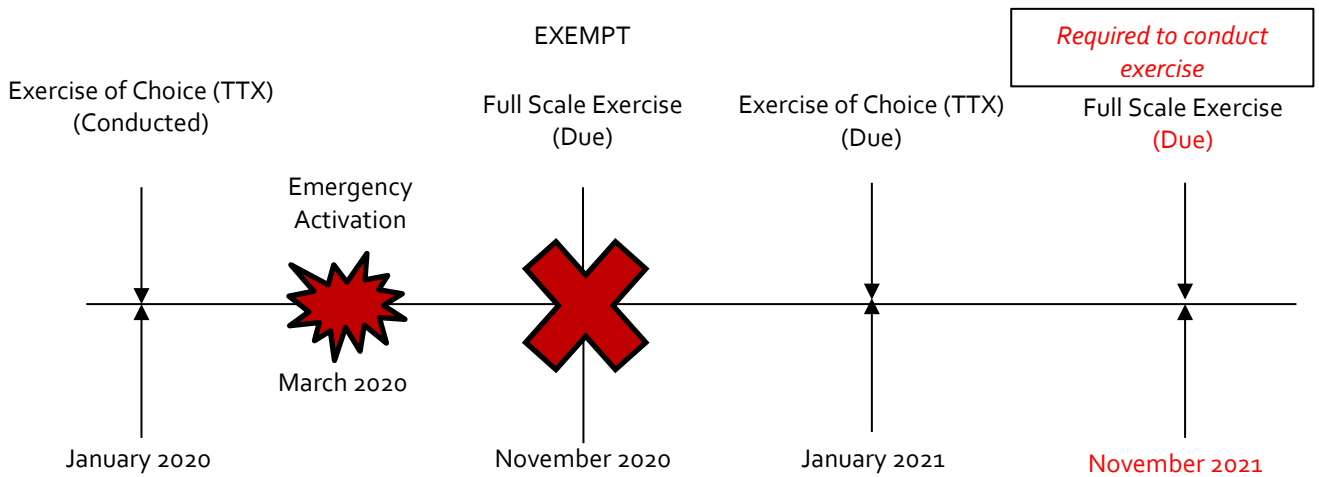 EXEMPT
Required to conduct
exercise
Exercise of Choice (TTX)
(Conducted)
Full Scale Exercise
(Due)
Exercise of Choice (TTX)
(Due)
Full Scale Exercise
(Due)
Emergency
Activation
March 2020
January 2020
November 2020
January 2021
November 2021